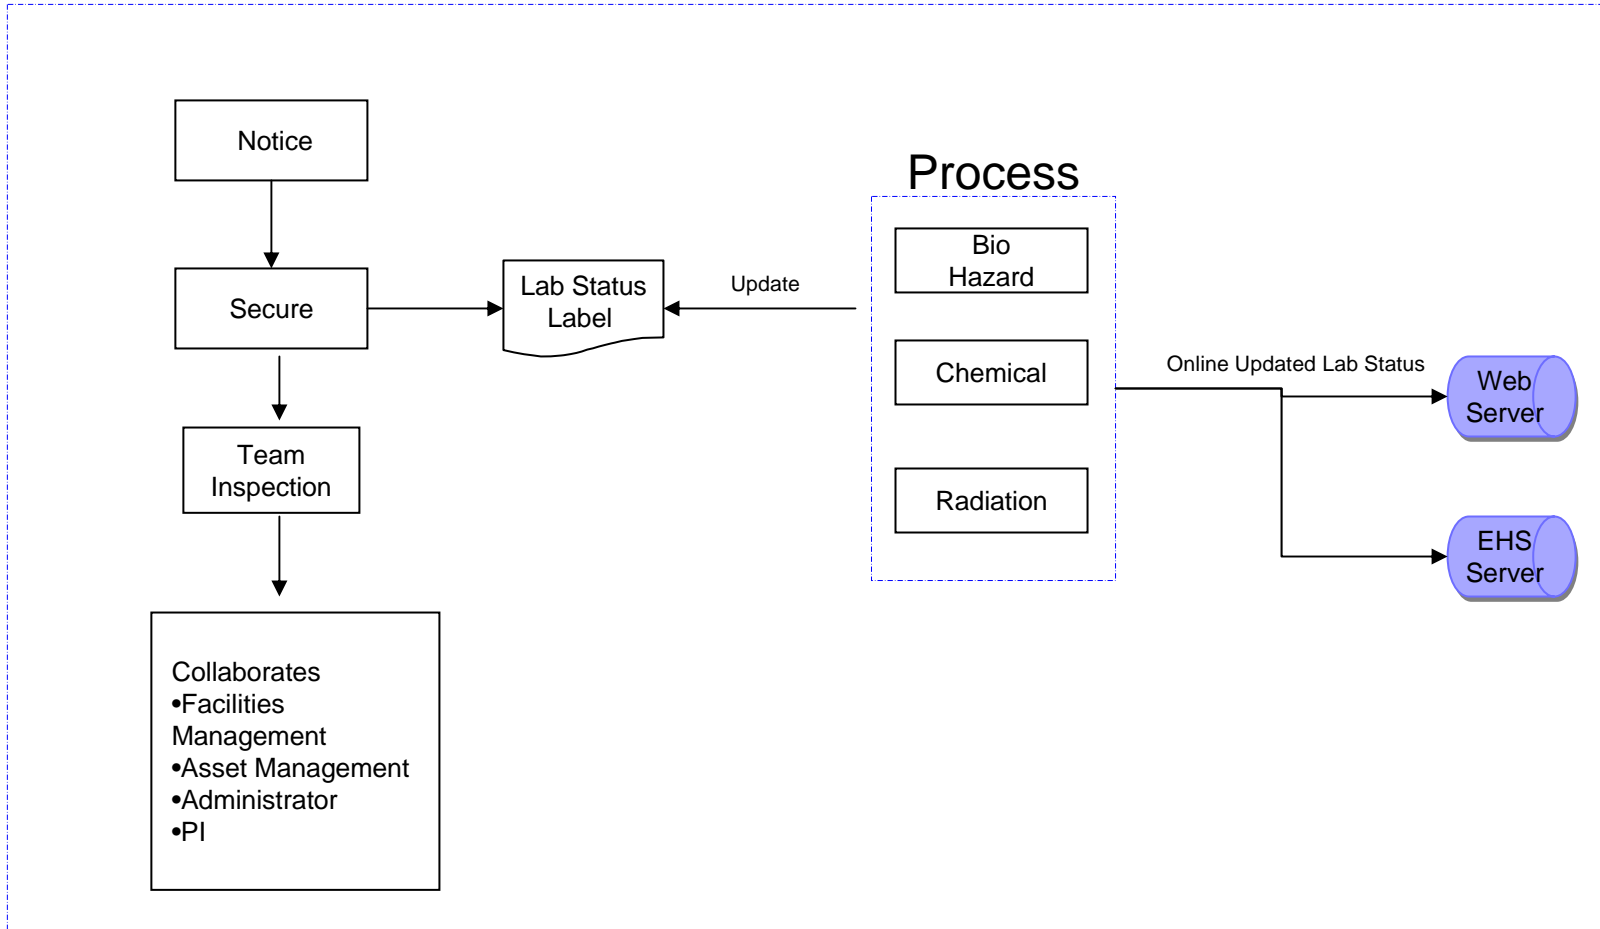 Notice
Process
Bio
Hazard
Secure
Lab Status
Label
Update
Chemical
Online Updated Lab Status
Web
Server
Team
Inspection
Radiation
EHS
Server
Collaborates
•Facilities
Management
•Asset Management
•Administrator
•PI